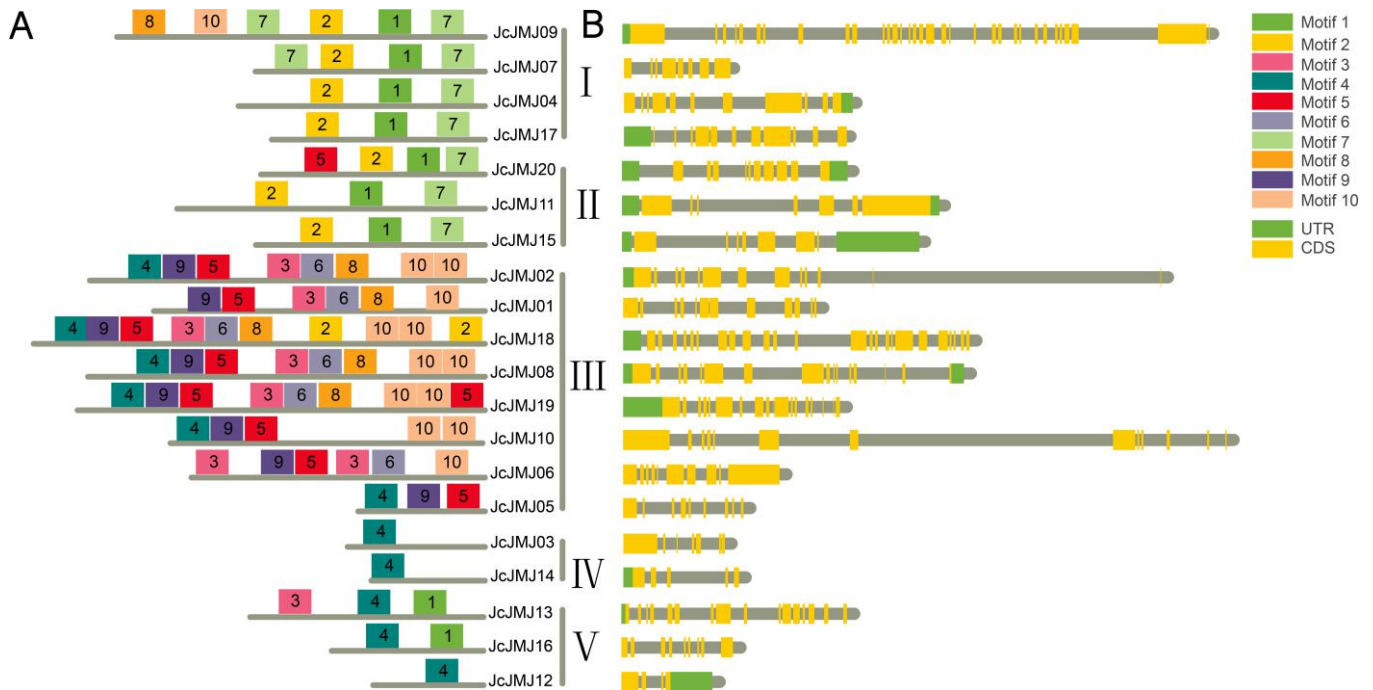 A
B
8 10 7 2 1 7 JcJMJ09
7 2 1 7 JcJMJ07
2 1 7 JcJMJ04
2 1 7 JcJMJ17
I
5 2 1 7 JcJMJ20
2 1 7 JcJMJ11
2 1 7 JcJMJ15
II
4 9 5 3 6 8 10 10 JcJMJ02
9 5 3 6 8 10 JcJMJ01
4 9 5 3 6 8 2 10 10 2 JcJMJ18
4 9 5 3 6 8 10 10 JcJMJ08
4 9 5 3 6 8 10 10 5 JcJMJ19
4 9 5 10 10 JcJMJ10
3 9 5 3 6 10 JcJMJ06
4 9 5 JcJMJ05
III
4 JcJMJ03
4 JcJMJ14
IV
3 4 1 JcJMJ13
4 1 JcJMJ16
4 JcJMJ12
V
Motif 1
Motif 2
Motif 3
Motif 4
Motif 5
Motif 6
Motif 7
Motif 8
Motif 9
Motif 10
UTR
CDS